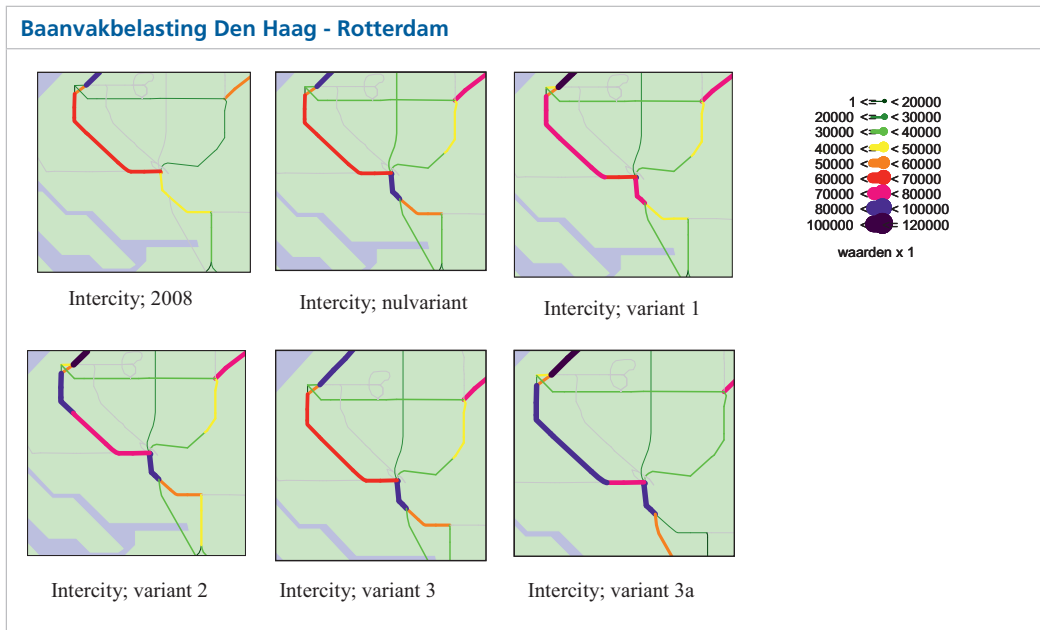 Baanvakbelasting Den Haag - Rotterdam
1 <= < 20000
20000 <= < 30000
30000 <= < 40000
40000 <= < 50000
50000 <= < 60000
60000 <= < 70000
70000 <= < 80000
80000 < < 100000
100000 < = 120000
waarden x 1
Intercity; 2008
Intercity; nulvariant
Intercity; variant 1
Intercity; variant 2
Intercity; variant 3
Intercity; variant 3a